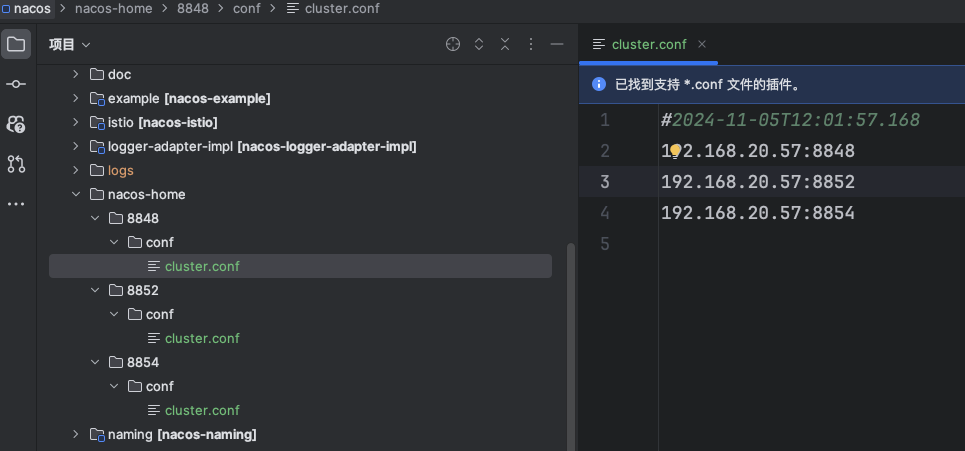 nacos > nacos-home > 8848 > conf > cluster.conf
项目
doc
example [nacos-example]
istio [nacos-istio]
logger-adapter-impl [nacos-logger-adapter-impl]
logs
nacos-home
8848
conf
cluster.conf
8852
conf
cluster.conf
8854
conf
cluster.conf
naming [nacos-naming]
cluster.conf
已找到支持 *.conf 文件的插件。
1 #2024-11-05T12:01:57.168
2 192.168.20.57:8848
3 192.168.20.57:8852
4 192.168.20.57:8854
5